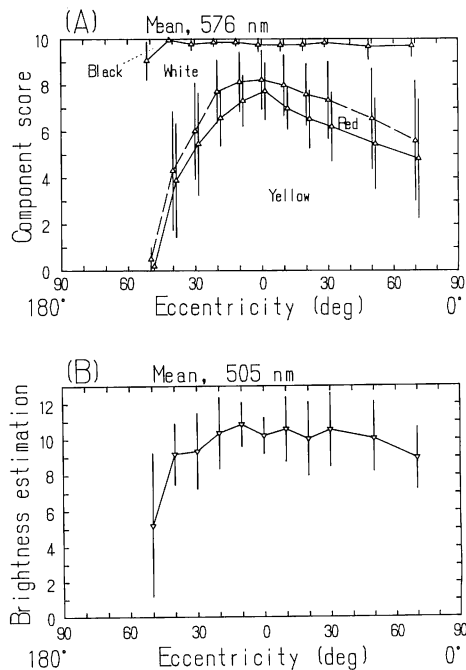 (A) Mean, 576 nm
10
8
6
4
2
0
Component score
Black
White
Red
Yellow
90 60 30 0 30 60 90
180° Eccentricity (deg) 0°
(B) Mean, 505 nm
12
10
8
6
4
2
0
Brightness estimation
90 60 30 0 30 60 90
180° Eccentricity (deg) 0°